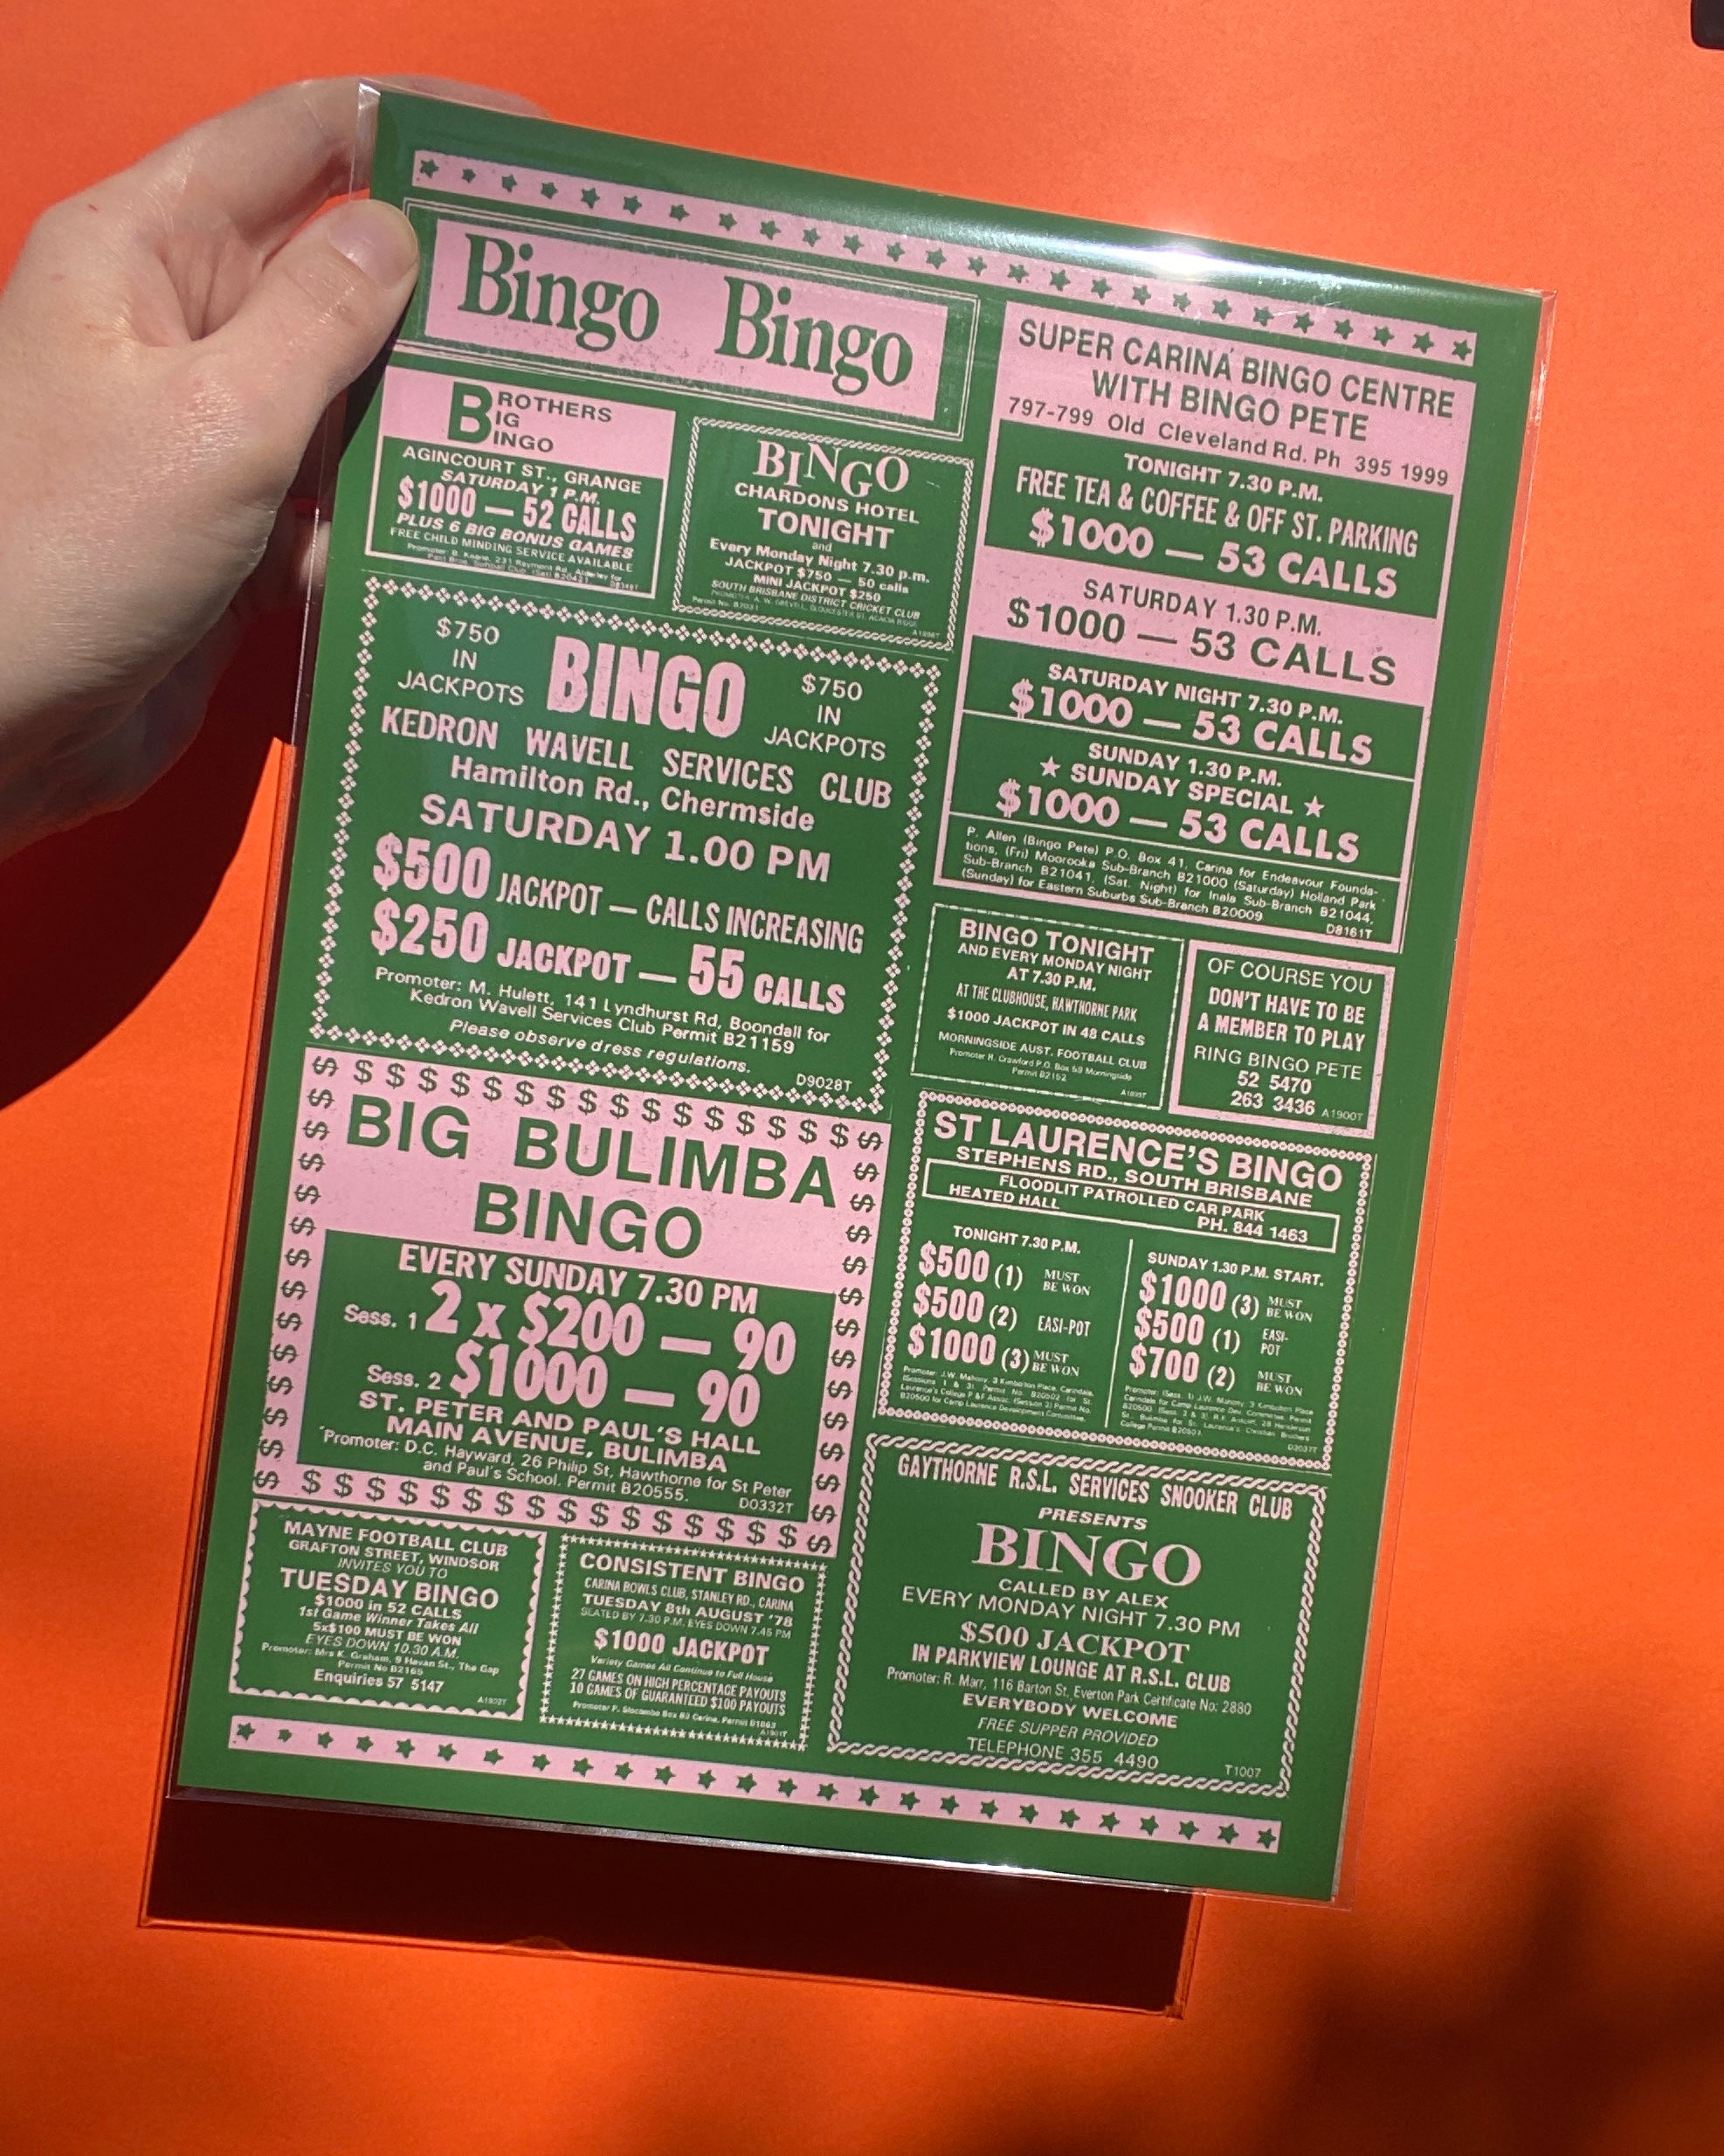 Bingo Bingo
BROTHERS
BIG
BINGO
AGINCOURT ST., GRANGE
SATURDAY 1 P.M.
$1000 — 52 CALLS
PLUS 6 BIG BONUS GAMES
FREE CHILD MINDING SERVICE AVAILABLE
BINGO
CHARDONS HOTEL
TONIGHT
and
Every Monday Night 7.30 p.m.
JACKPOT $750 — 50 calls
MINI JACKPOT $250
SOUTH BRISBANE DISTRICT CRICKET CLUB
SUPER CARINA BINGO CENTRE
WITH BINGO PETE
797-799 Old Cleveland Rd. Ph 395 1999
TONIGHT 7.30 P.M.
FREE TEA & COFFEE & OFF ST. PARKING
$1000 — 53 CALLS
SATURDAY 1.30 P.M.
$1000 — 53 CALLS
SATURDAY NIGHT 7.30 P.M.
$1000 — 53 CALLS
SUNDAY 1.30 P.M.
★ SUNDAY SPECIAL ★
$1000 — 53 CALLS
P. Allen (Bingo Pete) P.O. Box 41, Carina for Endeavour Founda-
tions, (Fri) Moorooka Sub-Branch B21000 (Saturday) Holland Park
Sub-Branch B21041, (Sat. Night) for Inala Sub-Branch B21044,
(Sunday) for Eastern Suburbs Sub-Branch B20009
D8161T
$750
IN
JACKPOTS
BINGO
$750
IN
JACKPOTS
KEDRON WAVELL SERVICES CLUB
Hamilton Rd., Chermside
SATURDAY 1.00 PM
$500 JACKPOT — CALLS INCREASING
$250 JACKPOT — 55 CALLS
Promoter: M. Hulett, 141 Lyndhurst Rd, Boondall for
Kedron Wavell Services Club Permit B21159
Please observe dress regulations.
D9028T
BINGO TONIGHT
AND EVERY MONDAY NIGHT
AT 7.30 P.M.
AT THE CLUBHOUSE, HAWTHORNE PARK
$1000 JACKPOT IN 48 CALLS
MORNINGSIDE AUST. FOOTBALL CLUB
Promoter H. Crawford P.O. Box 59 Morningside
Permit B2152
OF COURSE YOU
DON'T HAVE TO BE
A MEMBER TO PLAY
RING BINGO PETE
52 5470
263 3436 A1900T
BIG BULIMBA
BINGO
EVERY SUNDAY 7.30 PM
Sess. 1 2 x $200 — 90
Sess. 2 $1000 — 90
ST. PETER AND PAUL'S HALL
MAIN AVENUE, BULIMBA
Promoter: D.C. Hayward, 26 Philip St, Hawthorne for St Peter
and Paul's School. Permit B20555.
D0332T
ST LAURENCE'S BINGO
STEPHENS RD., SOUTH BRISBANE
FLOODLIT PATROLLED CAR PARK
HEATED HALL PH. 844 1463
TONIGHT 7.30 P.M.
$500 (1) MUST BE WON
$500 (2) EASI-POT
$1000 (3) MUST BE WON
SUNDAY 1.30 P.M. START.
$1000 (3) MUST BE WON
$500 (1) EASI-POT
$700 (2) MUST BE WON
MAYNE FOOTBALL CLUB
GRAFTON STREET, WINDSOR
INVITES YOU TO
TUESDAY BINGO
$1000 in 52 CALLS
1st Game Winner Takes All
5x$100 MUST BE WON
EYES DOWN 10.30 A.M.
Promoter: Mrs K. Graham, 9 Havan St., The Gap
Permit No B2165
Enquiries 57 5147
CONSISTENT BINGO
CARINA BOWLS CLUB, STANLEY RD., CARINA
TUESDAY 8th AUGUST '78
SEATED BY 7.30 P.M. EYES DOWN 7.45 PM
$1000 JACKPOT
Variety Games All Continue to Full House
27 GAMES ON HIGH PERCENTAGE PAYOUTS
10 GAMES OF GUARANTEED $100 PAYOUTS
GAYTHORNE R.S.L. SERVICES SNOOKER CLUB
PRESENTS
BINGO
CALLED BY ALEX
EVERY MONDAY NIGHT 7.30 PM
$500 JACKPOT
IN PARKVIEW LOUNGE AT R.S.L. CLUB
Promoter: R. Marr, 116 Barton St, Everton Park Certificate No: 2880
EVERYBODY WELCOME
FREE SUPPER PROVIDED
TELEPHONE 355 4490
T1007